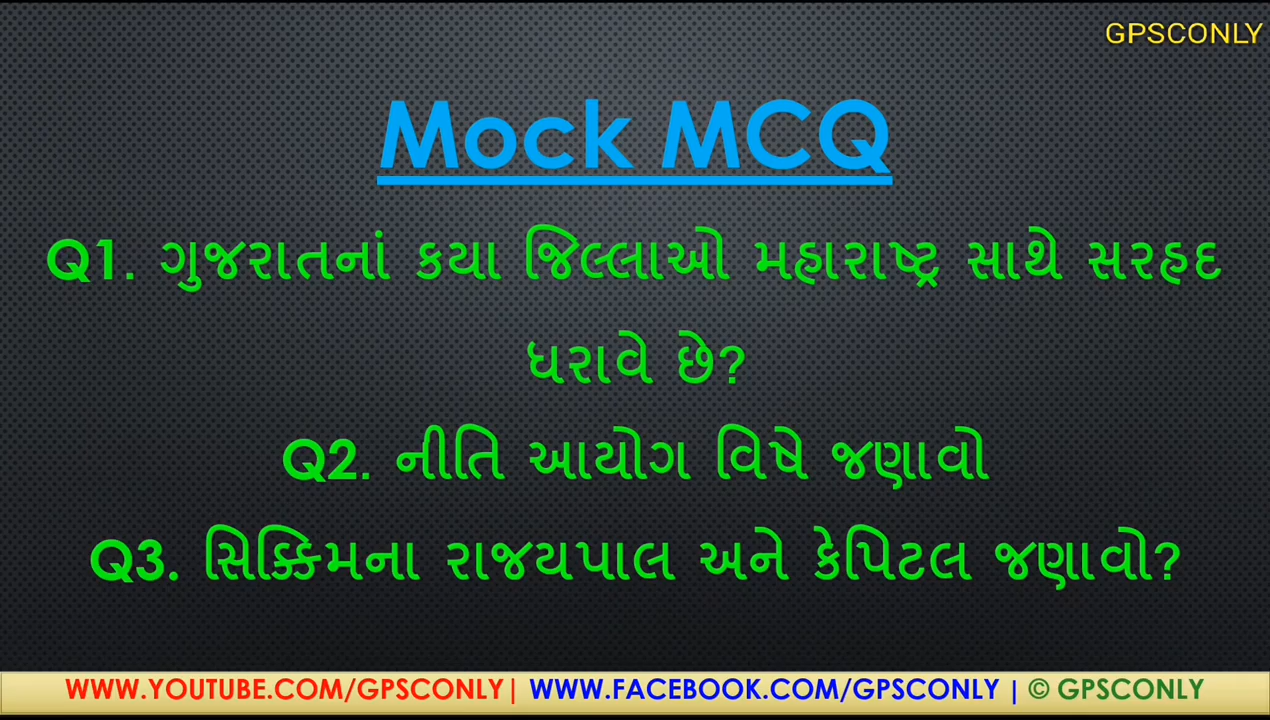 GPSCONLY
Mock MCQ
Q1. ગુજરાતનાં કયા જિલ્લાઓ મહારાષ્ટ્ર સાથે સરહદ
ધરાવે છે?
Q2. નીતિ આયોગ વિષે જણાવો
Q3. સિક્કિમના રાજયપાલ અને કેપિટલ જણાવો?
WWW.YOUTUBE.COM/GPSCONLY| WWW.FACEBOOK.COM/GPSCONLY | © GPSCONLY